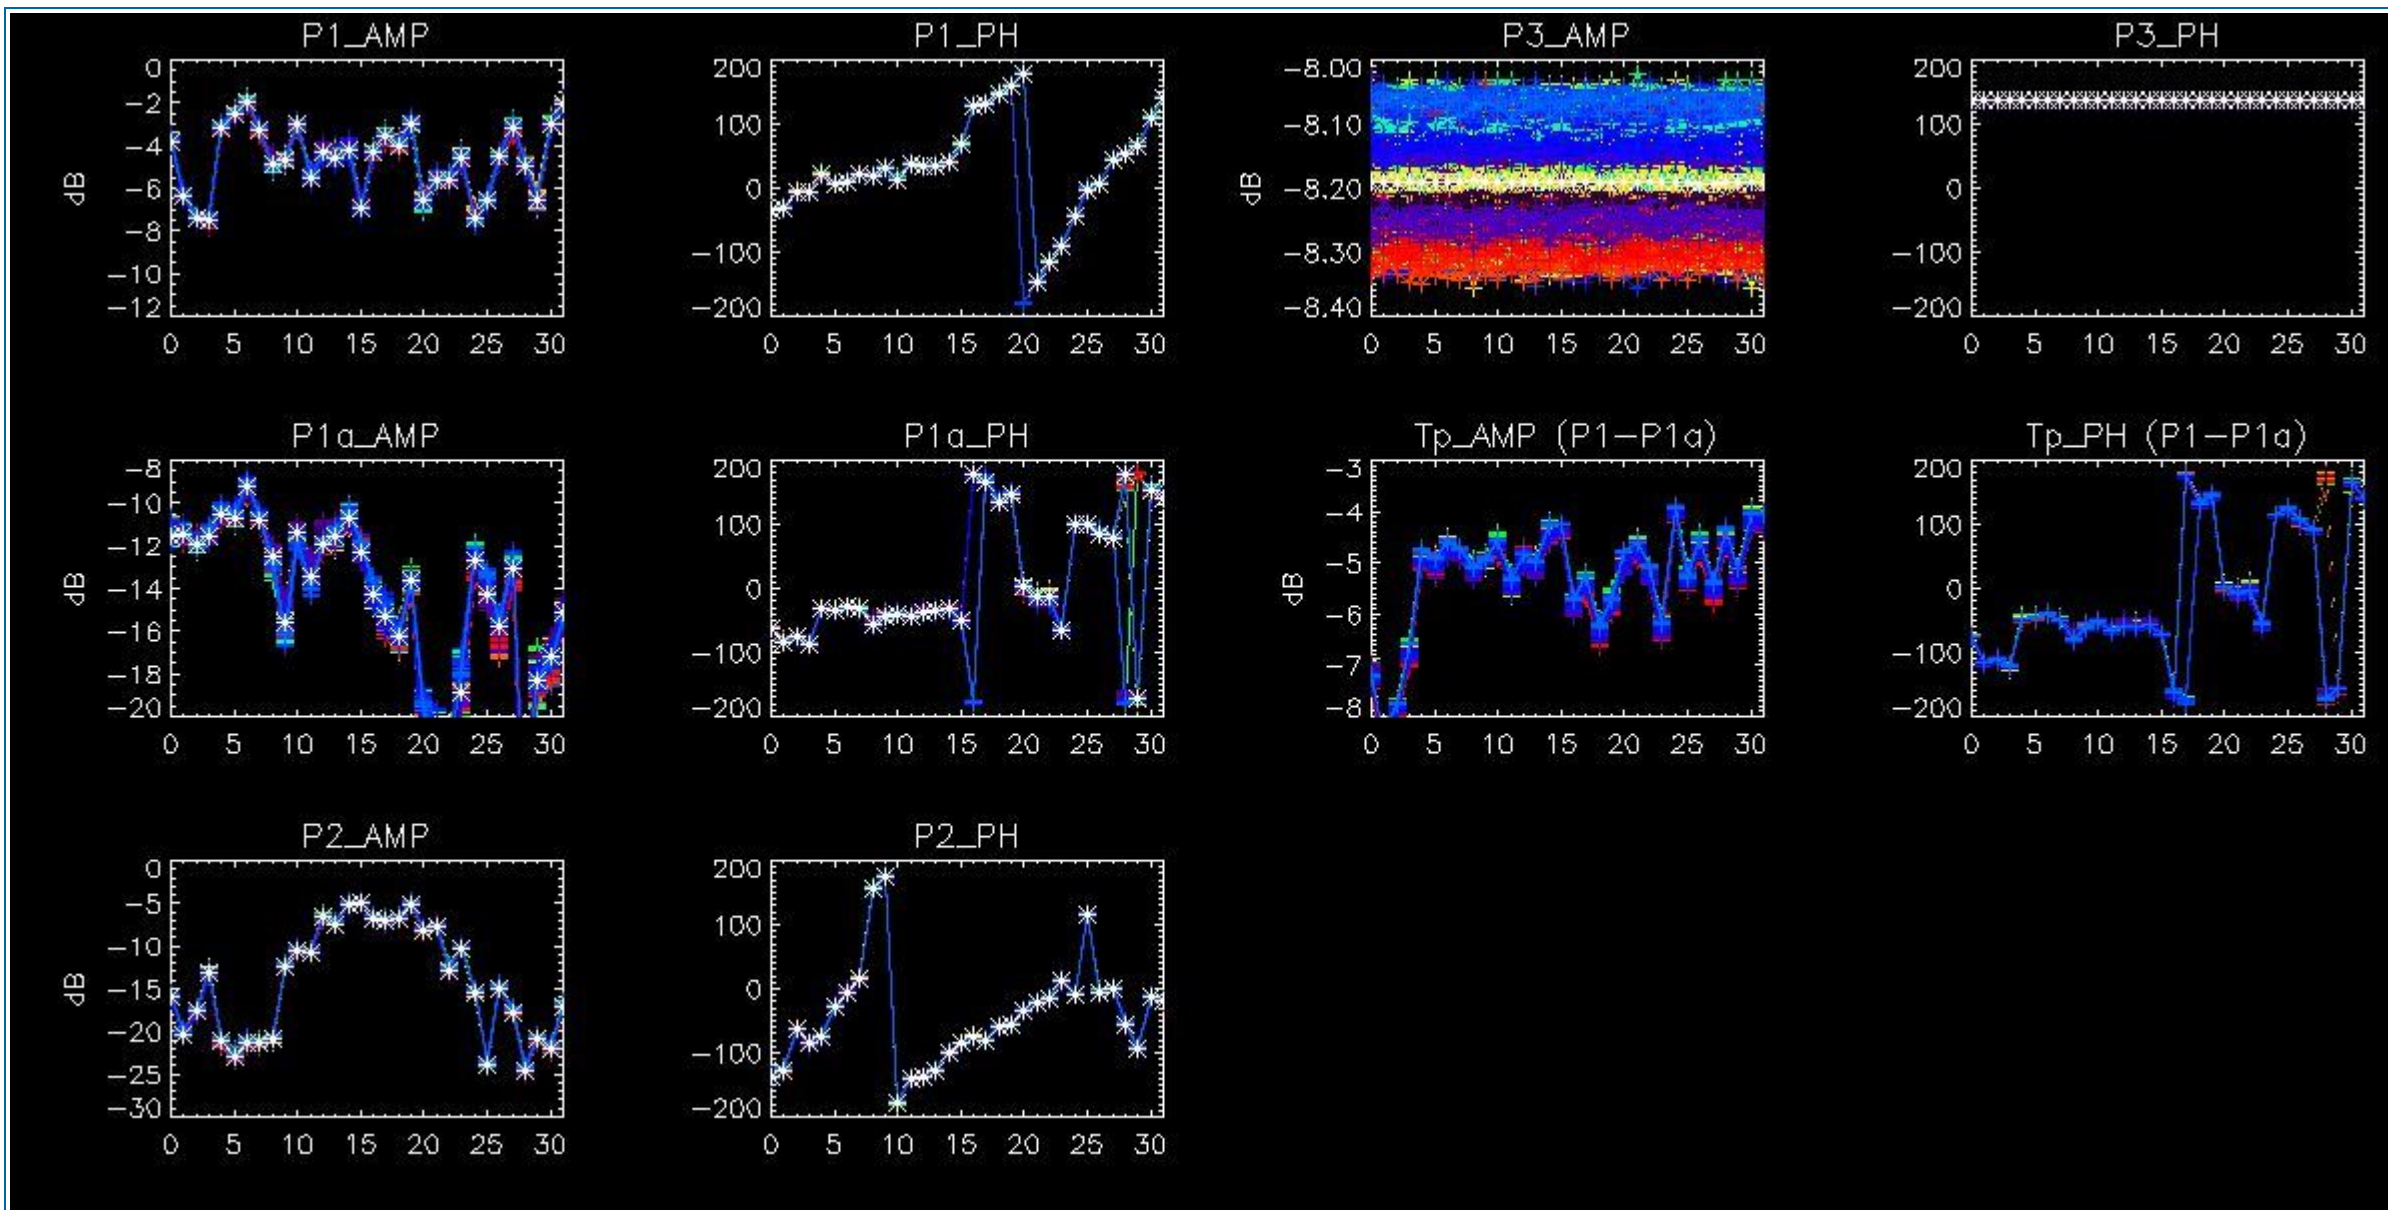 P1_AMP
0
−2
−4
−6
−8
−10
−12
dB
0 5 10 15 20 25 30
P1_PH
200
100
0
−100
−200
0 5 10 15 20 25 30
P3_AMP
−8.00
−8.10
−8.20
−8.30
−8.40
dB
0 5 10 15 20 25 30
P3_PH
200
100
0
−100
−200
0 5 10 15 20 25 30
P1a_AMP
−8
−10
−12
−14
−16
−18
−20
dB
0 5 10 15 20 25 30
P1a_PH
200
100
0
−100
−200
0 5 10 15 20 25 30
Tp_AMP (P1−P1a)
−3
−4
−5
−6
−7
−8
dB
0 5 10 15 20 25 30
Tp_PH (P1−P1a)
200
100
0
−100
−200
0 5 10 15 20 25 30
P2_AMP
0
−5
−10
−15
−20
−25
−30
dB
0 5 10 15 20 25 30
P2_PH
200
100
0
−100
−200
0 5 10 15 20 25 30